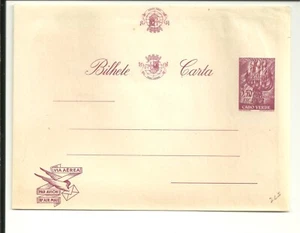 Bilhete Carta
CABO VERDE
VIA AÉREA
PAR AVION
BY AIR MAIL